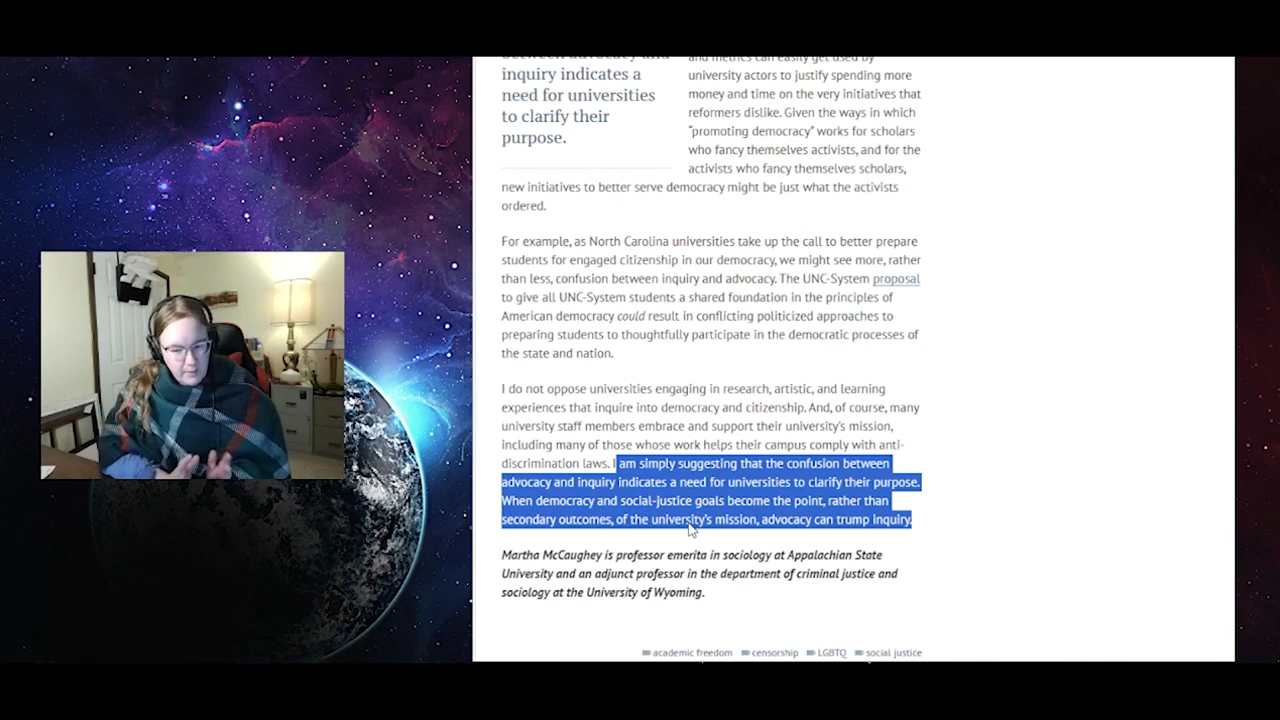 between advocacy and
inquiry indicates a
need for universities
to clarify their
purpose.
and metrics can easily get used by
university actors to justify spending more
money and time on the very initiatives that
reformers dislike. Given the ways in which
“promoting democracy” works for scholars
who fancy themselves activists, and for the
activists who fancy themselves scholars,
new initiatives to better serve democracy might be just what the activists
ordered.
For example, as North Carolina universities take up the call to better prepare
students for engaged citizenship in our democracy, we might see more, rather
than less, confusion between inquiry and advocacy. The UNC-System proposal
to give all UNC-System students a shared foundation in the principles of
American democracy could result in conflicting politicized approaches to
preparing students to thoughtfully participate in the democratic processes of
the state and nation.
I do not oppose universities engaging in research, artistic, and learning
experiences that inquire into democracy and citizenship. And, of course, many
university staff members embrace and support their university’s mission,
including many of those whose work helps their campus comply with anti-
discrimination laws. I am simply suggesting that the confusion between
advocacy and inquiry indicates a need for universities to clarify their purpose.
When democracy and social-justice goals become the point, rather than
secondary outcomes, of the university’s mission, advocacy can trump inquiry.
Martha McCaughey is professor emerita in sociology at Appalachian State
University and an adjunct professor in the department of criminal justice and
sociology at the University of Wyoming.
academic freedom censorship LGBTQ social justice